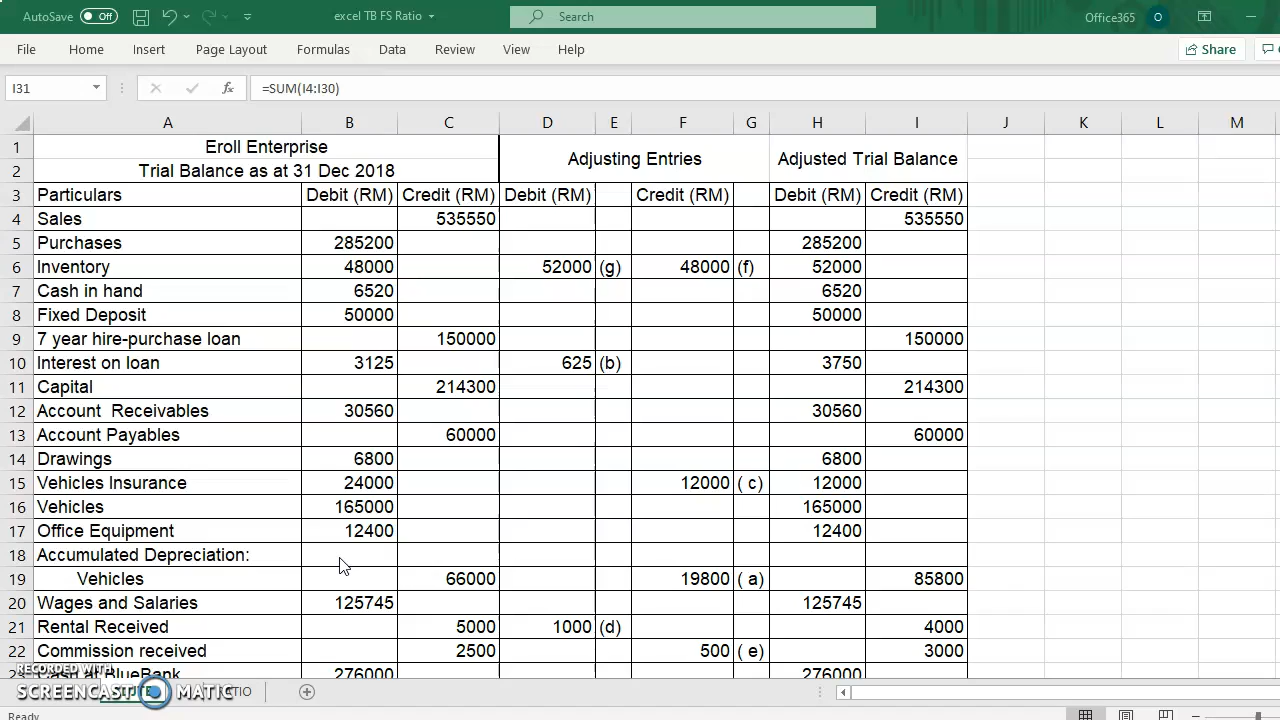 AutoSave Off excel TB FS Ratio Search Office365 O
File Home Insert Page Layout Formulas Data Review View Help Share
I31 fx =SUM(I4:I30)
A B C D E F G H I J K L M
1 Eroll Enterprise Adjusting Entries Adjusted Trial Balance
2 Trial Balance as at 31 Dec 2018
3 Particulars Debit (RM) Credit (RM) Debit (RM) Credit (RM) Debit (RM) Credit (RM)
4 Sales 535550 535550
5 Purchases 285200 285200
6 Inventory 48000 52000 (g) 48000 (f) 52000
7 Cash in hand 6520 6520
8 Fixed Deposit 50000 50000
9 7 year hire-purchase loan 150000 150000
10 Interest on loan 3125 625 (b) 3750
11 Capital 214300 214300
12 Account Receivables 30560 30560
13 Account Payables 60000 60000
14 Drawings 6800 6800
15 Vehicles Insurance 24000 12000 ( c) 12000
16 Vehicles 165000 165000
17 Office Equipment 12400 12400
18 Accumulated Depreciation:
19 Vehicles 66000 19800 ( a) 85800
20 Wages and Salaries 125745 125745
21 Rental Received 5000 1000 (d) 4000
22 Commission received 2500 500 ( e) 3000
23 Cash at BlueBank 276000 276000
RECORDED WITH
SCREENCAST MATIC
Ready